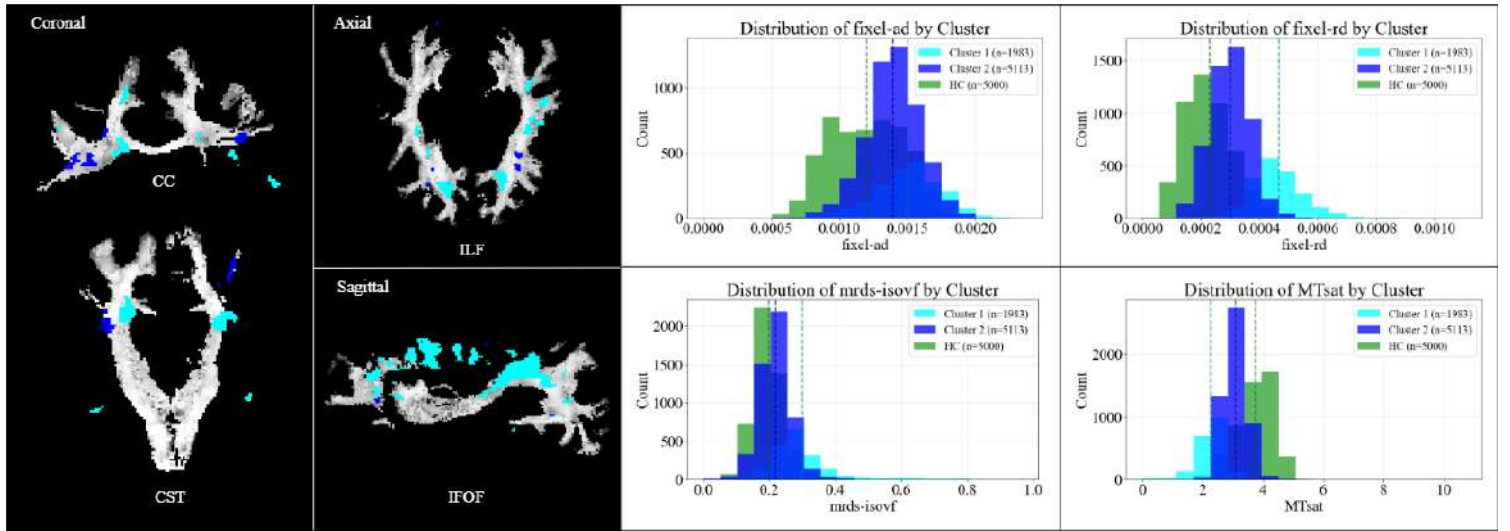 Coronal
CC
CST
Axial
ILF
Sagittal
IFOF
Distribution of fixel-ad by Cluster
Cluster 1 (n=1983)
Cluster 2 (n=5113)
HC (n=5000)
Count
1000
500
0
0.0000 0.0005 0.0010 0.0015 0.0020
fixel-ad
Distribution of fixel-rd by Cluster
Cluster 1 (n=1983)
Cluster 2 (n=5113)
HC (n=5000)
Count
1500
1000
500
0
0.0000 0.0002 0.0004 0.0006 0.0008 0.0010
fixel-rd
Distribution of mrds-isovf by Cluster
Cluster 1 (n=1983)
Cluster 2 (n=5113)
HC (n=5000)
Count
2000
1500
1000
500
0
0.0 0.2 0.4 0.6 0.8 1.0
mrds-isovf
Distribution of MTsat by Cluster
Cluster 1 (n=1983)
Cluster 2 (n=5113)
HC (n=5000)
Count
2000
1000
0
0 2 4 6 8 10
MTsat